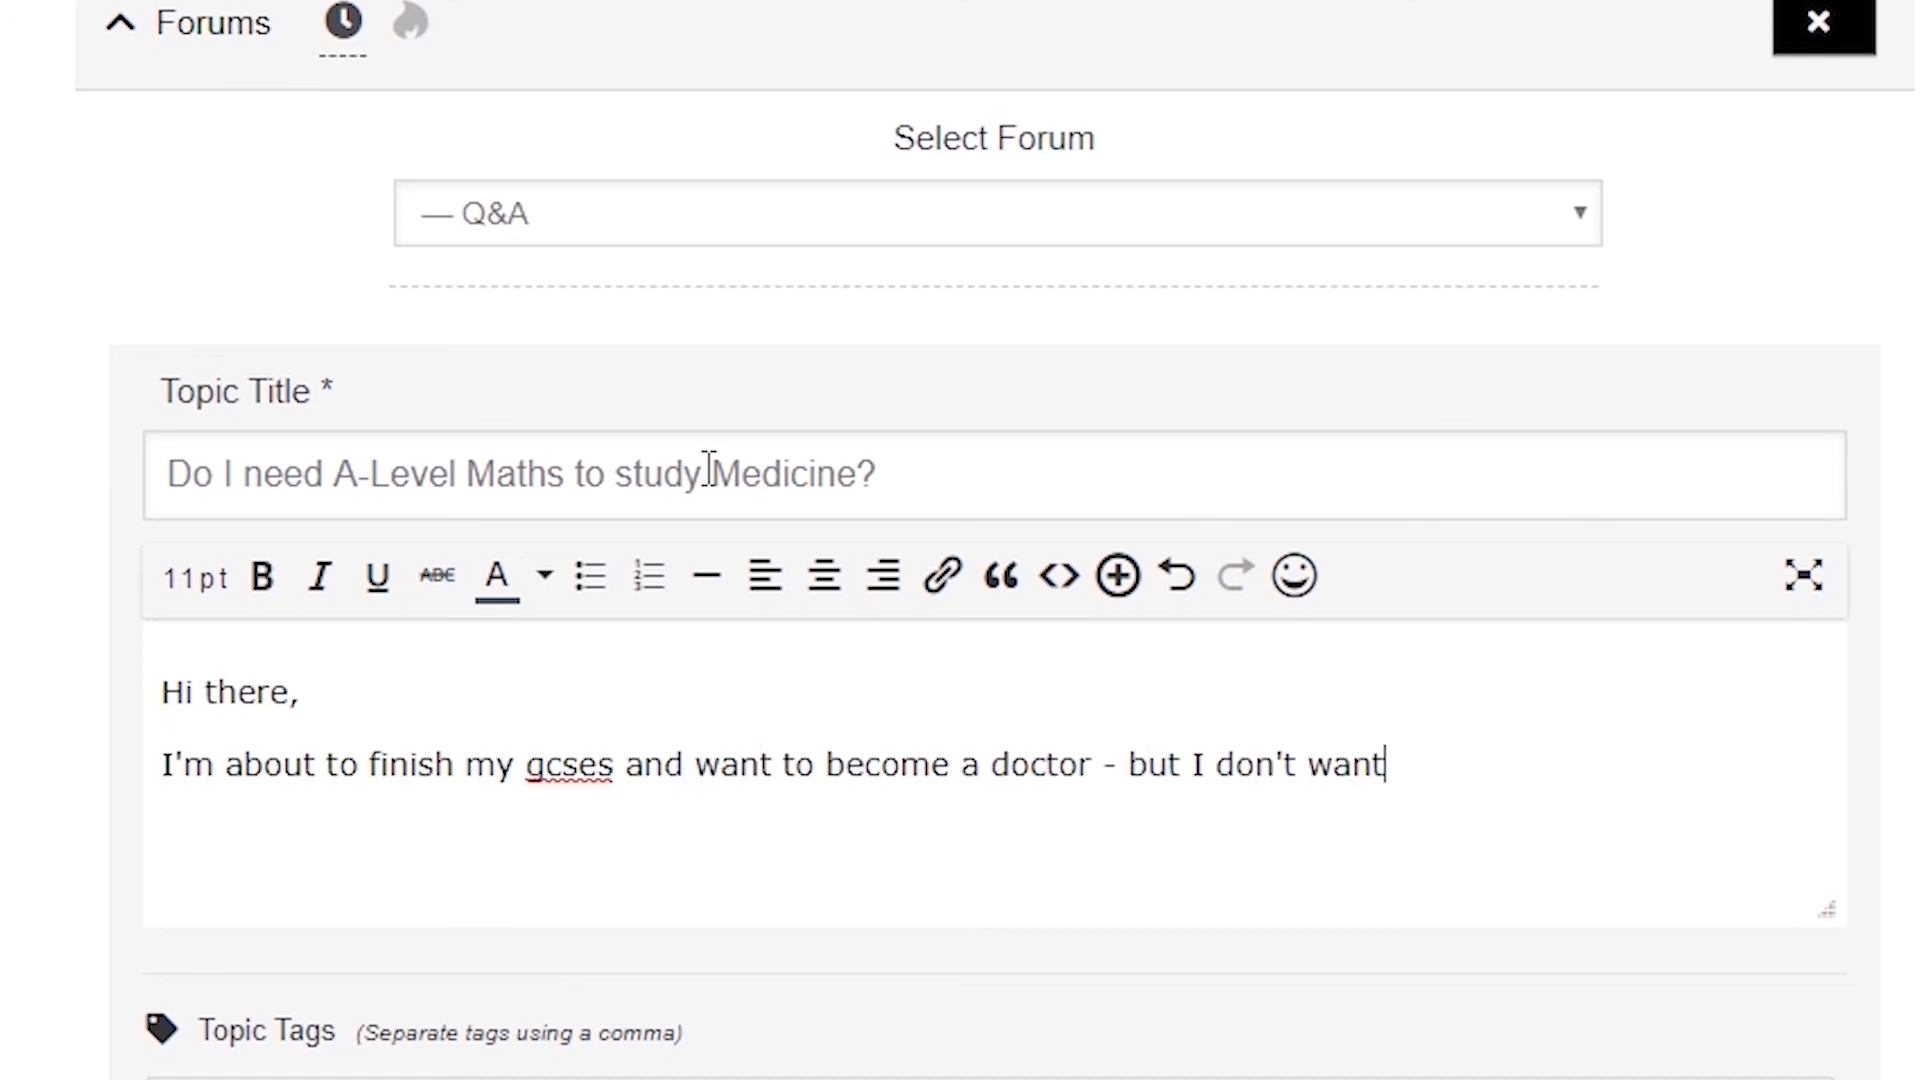 Forums
Select Forum
— Q&A
Topic Title *
Do I need A-Level Maths to study Medicine?
11pt B I U ABC A
Hi there,
I'm about to finish my gcses and want to become a doctor - but I don't want
Topic Tags (Separate tags using a comma)